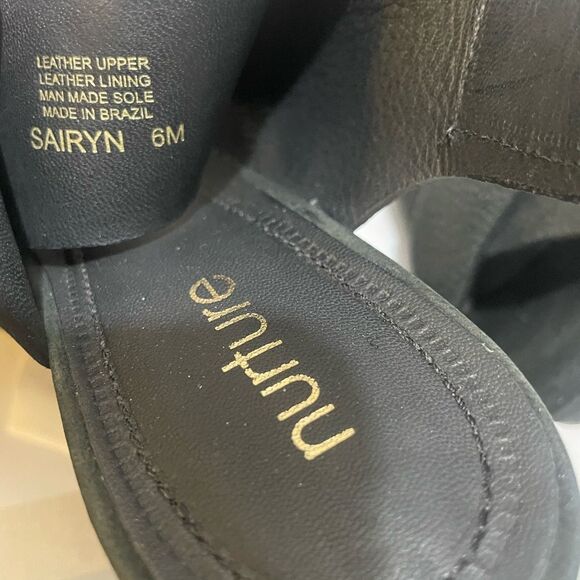 LEATHER UPPER
LEATHER LINING
MAN MADE SOLE
MADE IN BRAZIL
SAIRYN 6M
nurture